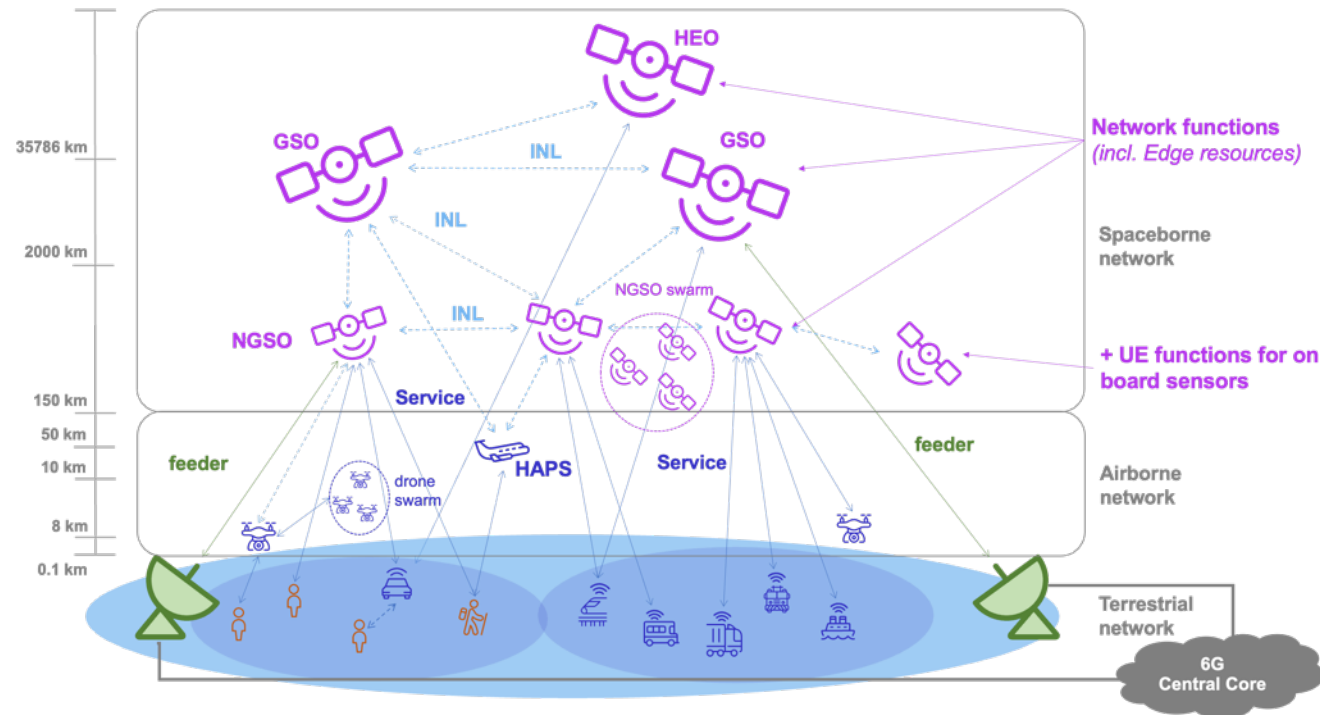 HEO
35786 km
GSO
INL
GSO
Network functions
(incl. Edge resources)
INL
2000 km
Spaceborne
network
NGSO swarm
INL
NGSO
+ UE functions for on
board sensors
150 km
Service
50 km
feeder
HAPS
Service
feeder
10 km
drone
swarm
Airborne
network
8 km
0.1 km
Terrestrial
network
6G
Central Core